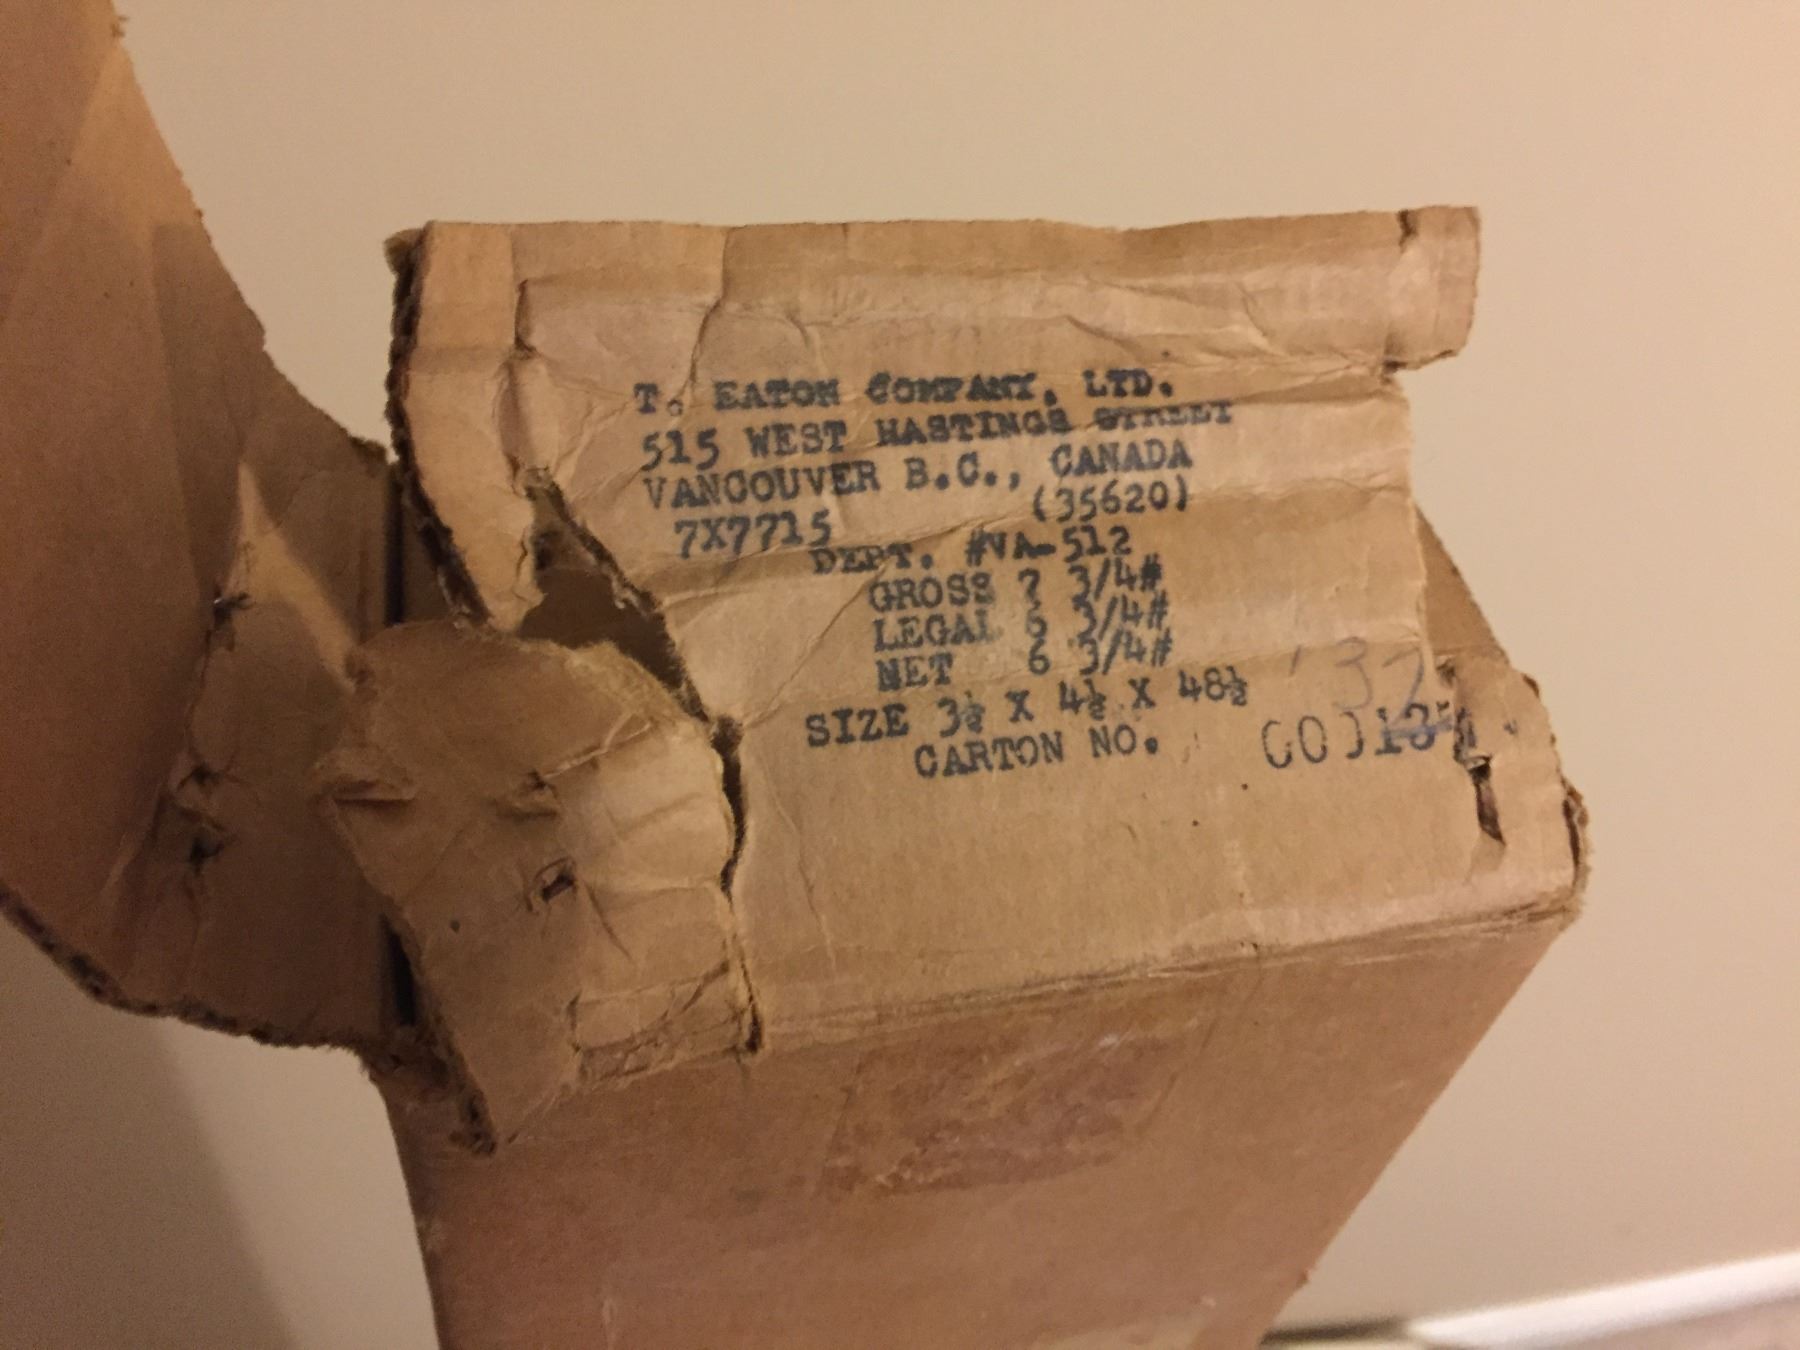 T. EATON COMPANY, LTD.
515 WEST HASTINGS STREET
VANCOUVER B.C., CANADA
7X7715 (35620)
DEPT. #VA-512
GROSS 7 3/4#
LEGAL 6 3/4#
NET 6 3/4#
SIZE 3½ X 4½ X 48½
CARTON NO.
32